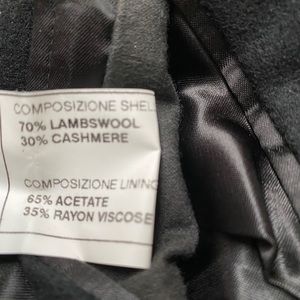 COMPOSIZIONE SHELL
70% LAMBSWOOL
30% CASHMERE
COMPOSIZIONE LINING
65% ACETATE
35% RAYON VISCOSE